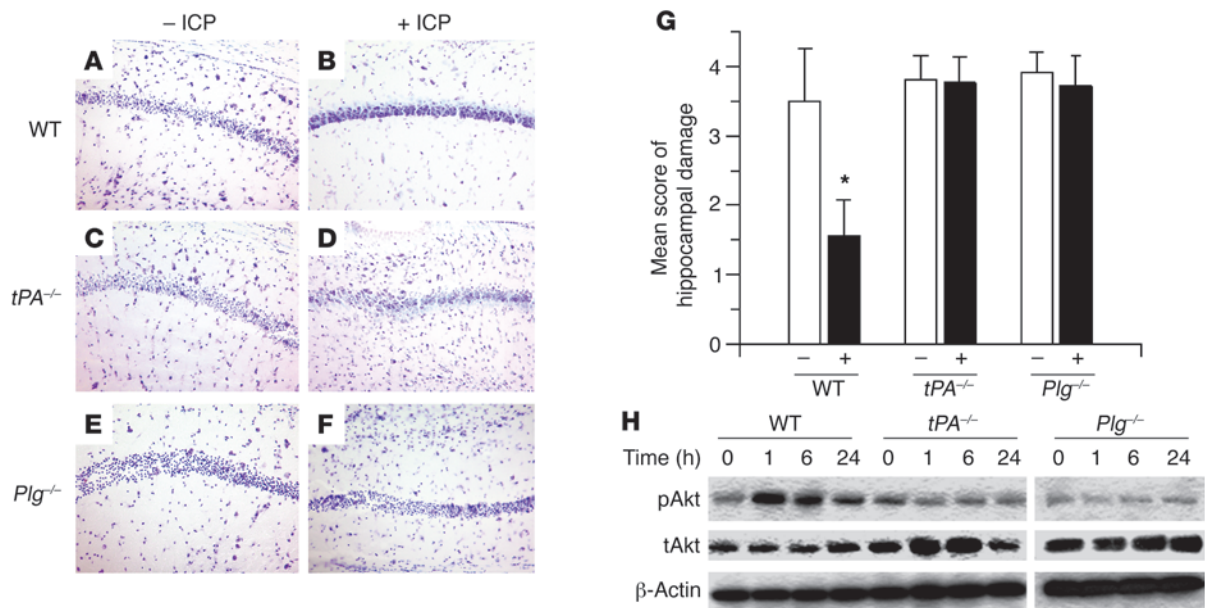 – ICP + ICP
A B
WT
C D
tPA–/–
E F
Plg–/–
G
Mean score of
hippocampal damage
4
3
2
1
0
*
– + – + – +
WT tPA–/– Plg–/–
H WT tPA–/– Plg–/–
Time (h) 0 1 6 24 0 1 6 24 0 1 6 24
pAkt
tAkt
β-Actin